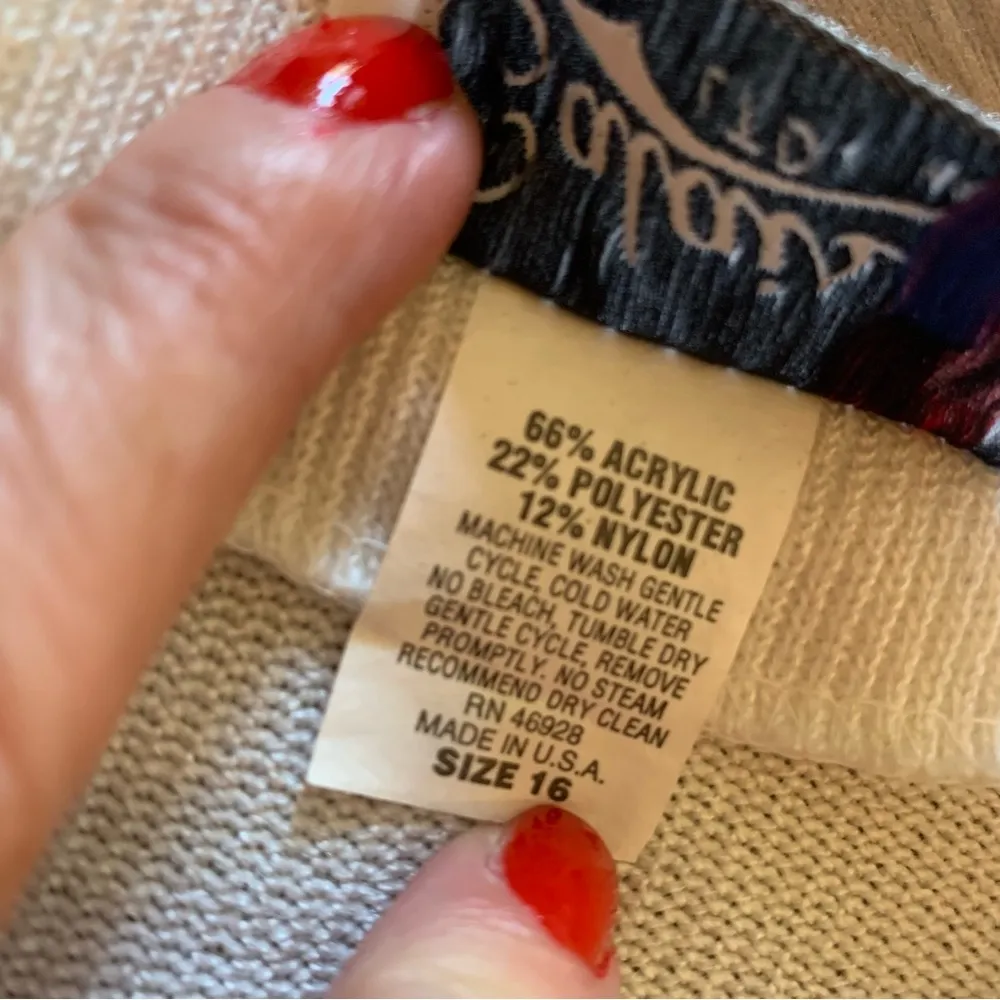 66% ACRYLIC
22% POLYESTER
12% NYLON
MACHINE WASH GENTLE
CYCLE, COLD WATER
NO BLEACH, TUMBLE DRY
GENTLE CYCLE, REMOVE
PROMPTLY. NO STEAM
RECOMMEND DRY CLEAN
RN 46928
MADE IN U.S.A.
SIZE 16